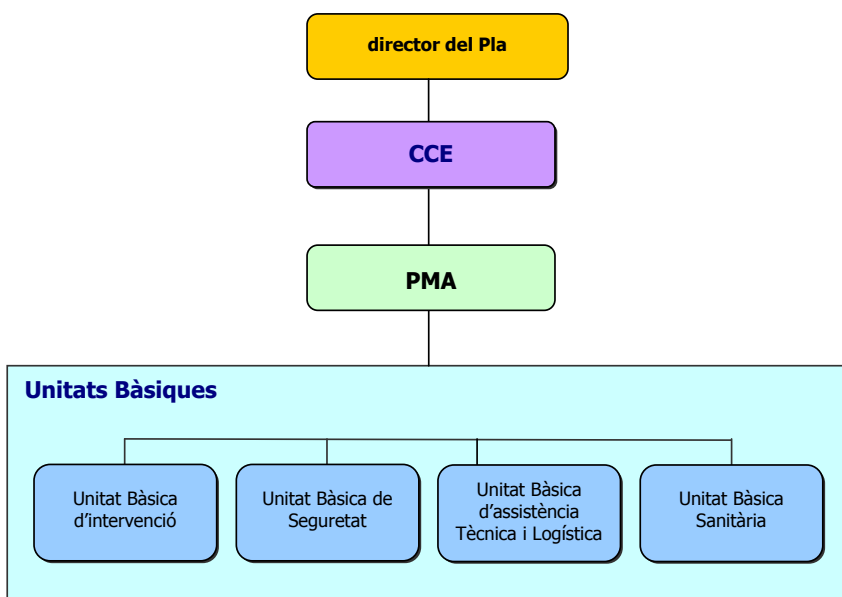 director del Pla
CCE
PMA
Unitats Bàsiques
Unitat Bàsica
d’intervenció
Unitat Bàsica de
Seguretat
Unitat Bàsica
d’assistència
Tècnica i Logística
Unitat Bàsica
Sanitària